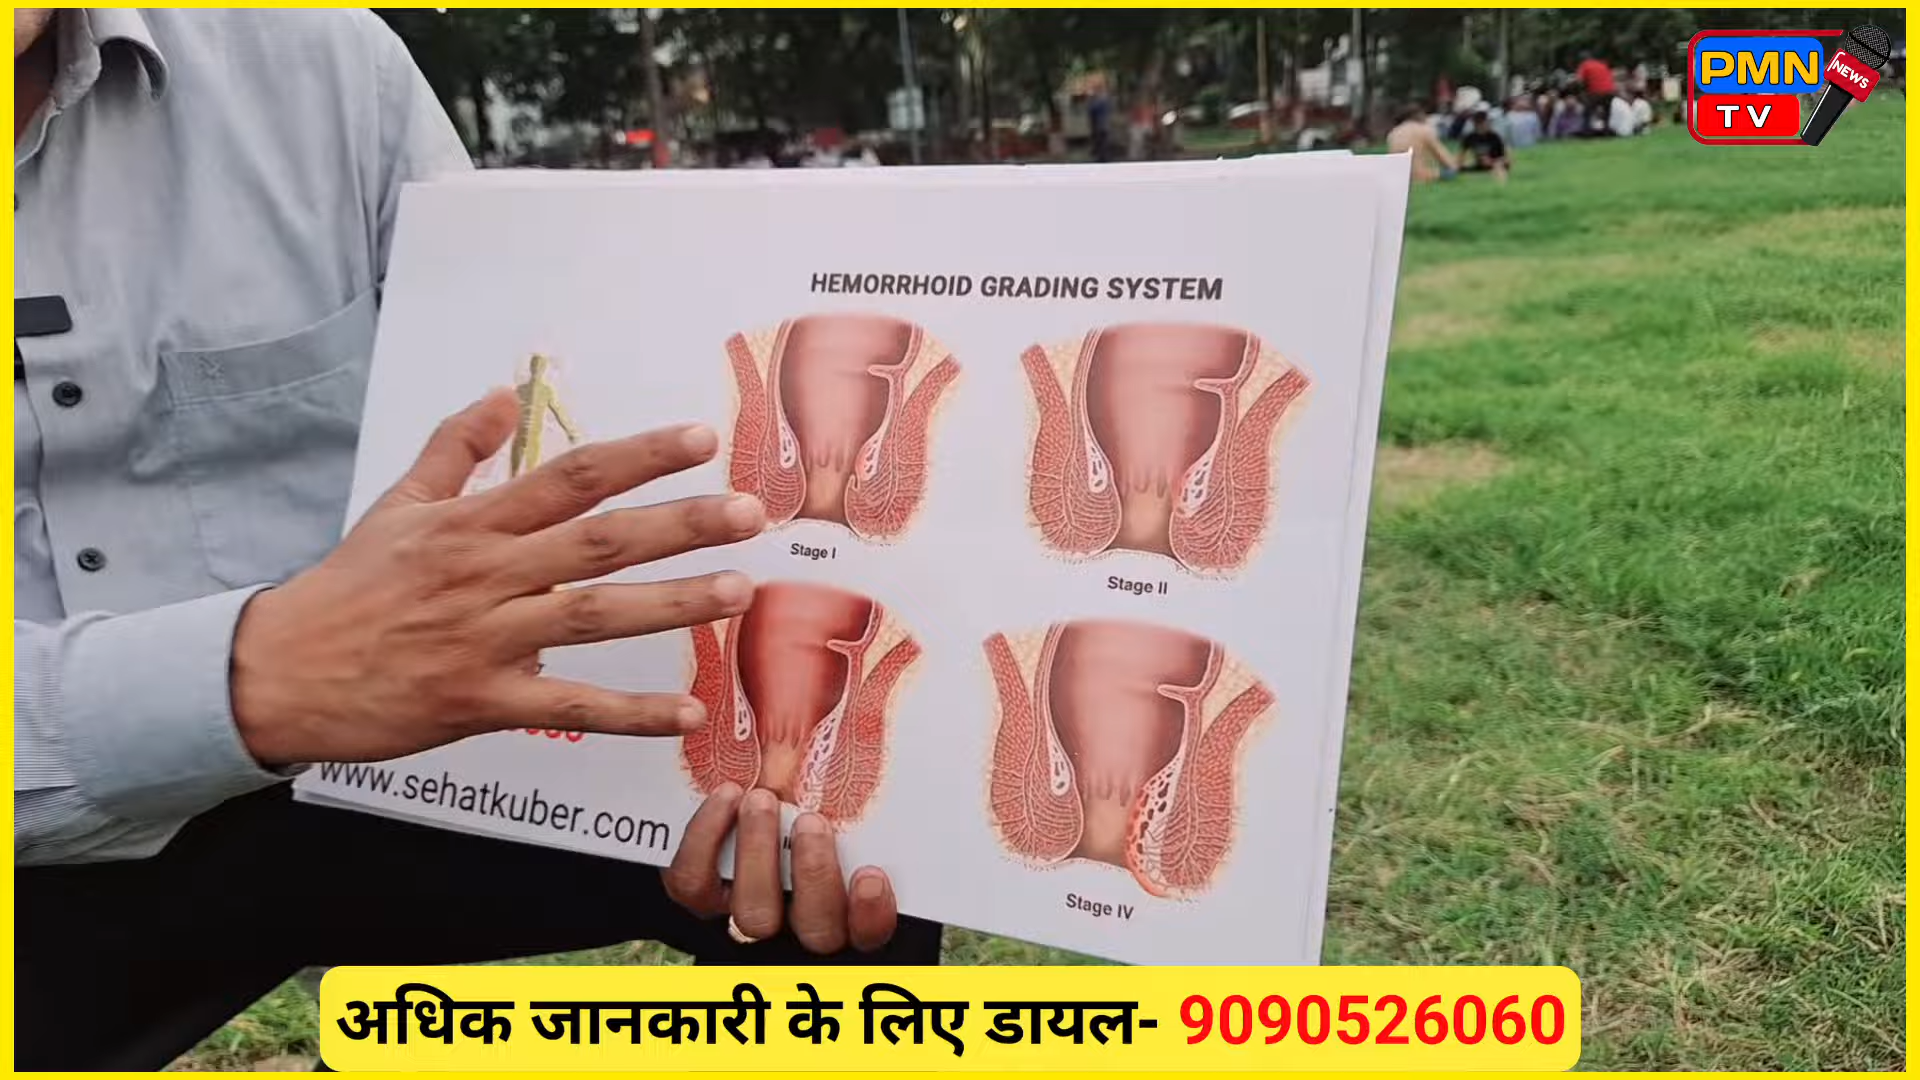 PMN
NEWS
TV
HEMORRHOID GRADING SYSTEM
Stage I
Stage II
www.sehatkuber.com
Stage IV
अधिक जानकारी के लिए डायल- 9090526060